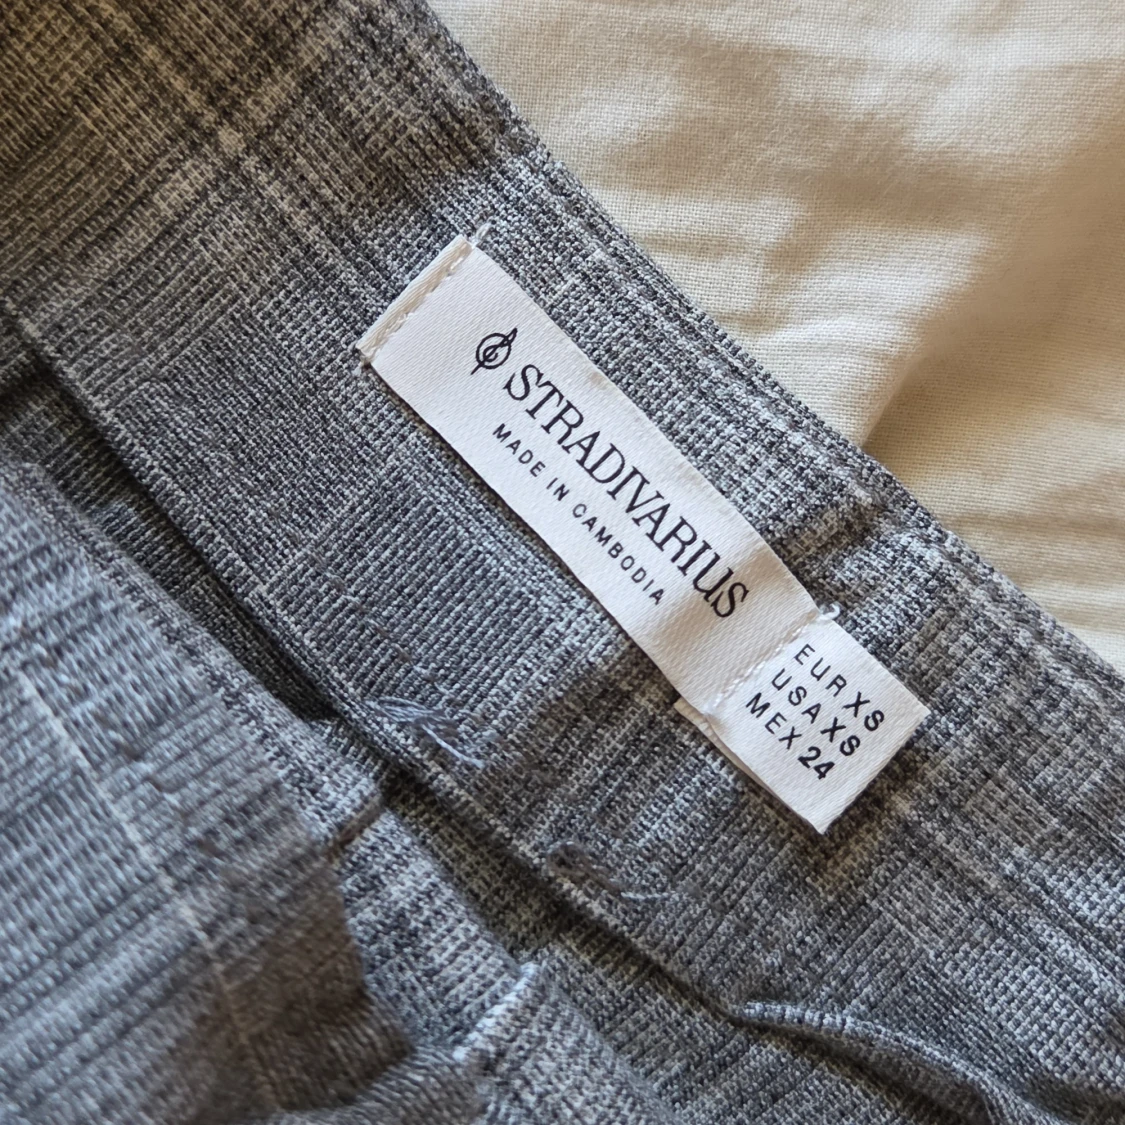 STRADIVARIUS
MADE IN CAMBODIA
EUR XS
USA XS
MEX 24